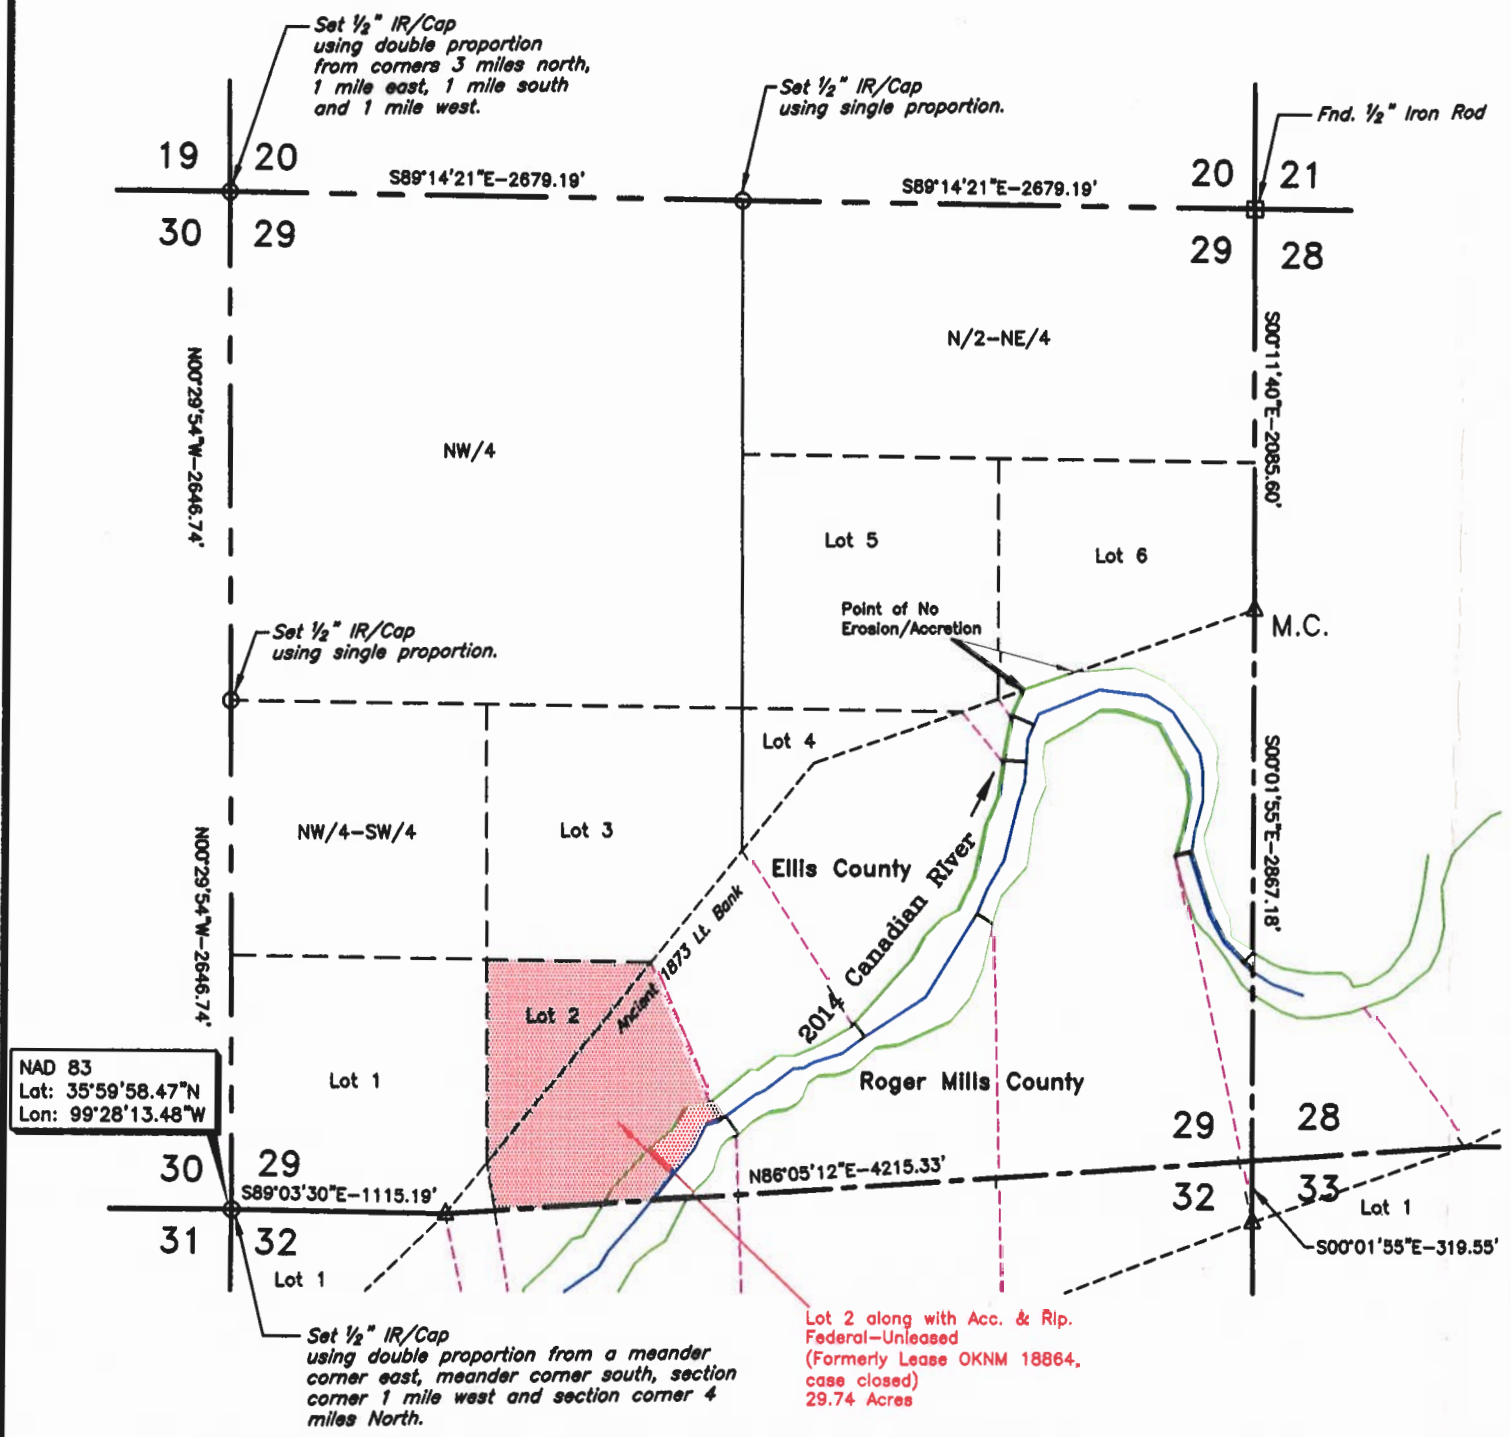 Set ½" IR/Cap
using double proportion
from corners 3 miles north,
1 mile east, 1 mile south
and 1 mile west.
Set ½" IR/Cap
using single proportion.
Fnd. ½" Iron Rod
19 20
S89°14'21"E-2679.19'
S89°14'21"E-2679.19'
20 21
30 29
29 28
N00°29'54"W-2646.74'
NW/4
N/2-NE/4
S00°11'40"E-2085.60'
Lot 5
Lot 6
Point of No
Erosion/Accretion
M.C.
Set ½" IR/Cap
using single proportion.
Lot 4
NW/4-SW/4
Lot 3
N00°29'54"W-2646.74'
Ellis County
S00°01'55"E-2867.18'
Ancient 1873 Lt. Bank
2014 Canadian River
Lot 2
Lot 1
Roger Mills County
NAD 83
Lat: 35°59'58.47"N
Lon: 99°28'13.48"W
30 29
S89°03'30"E-1115.19'
N86°05'12"E-4215.33'
29 28
31 32
32 33
Lot 1
Lot 1
S00°01'55"E-319.55'
Set ½" IR/Cap
using double proportion from a meander
corner east, meander corner south, section
corner 1 mile west and section corner 4
miles North.
Lot 2 along with Acc. & Rip.
Federal-Unleased
(Formerly Lease OKNM 18864,
case closed)
29.74 Acres